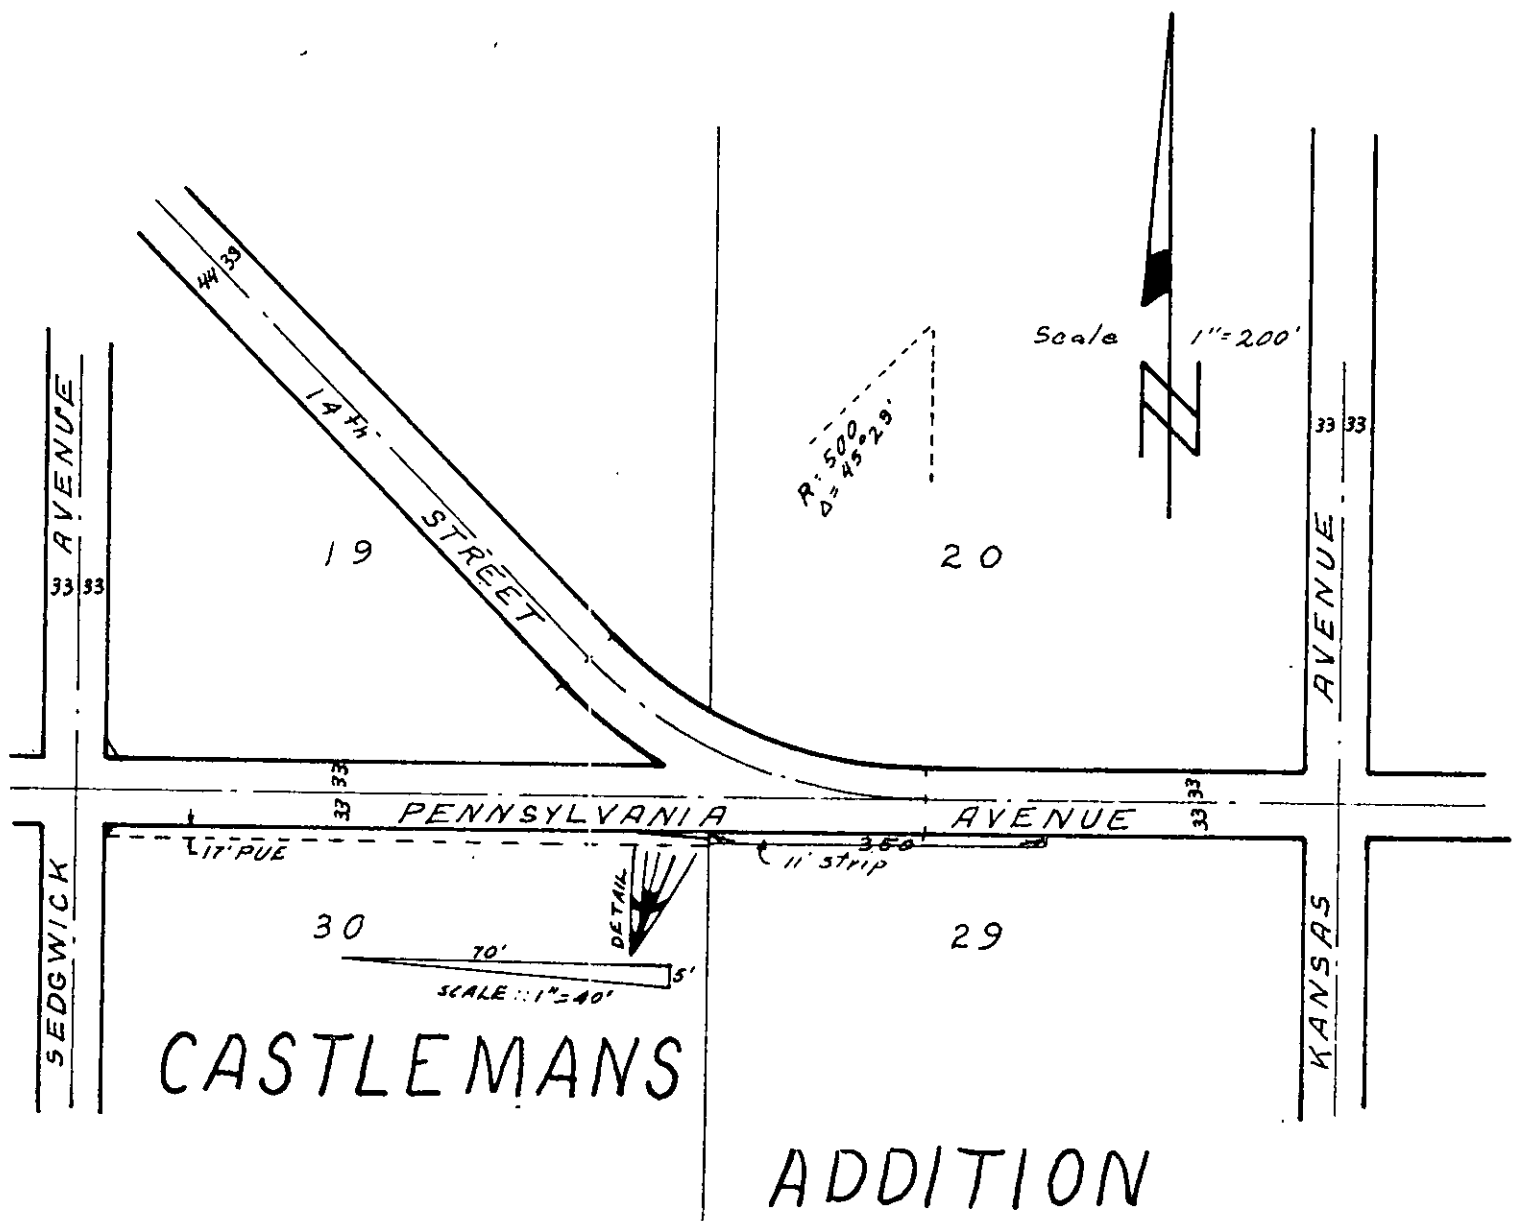 44 39
14th
STREET
Scale 1"=200'
R = 500
Δ = 45°29'
19
20
AVENUE
33 33
33 33
AVENUE
33
33
PENNSYLVANIA AVENUE
33
33
17' PUE
11' strip
350
DETAIL
30
29
70'
5'
SCALE :: 1"=40'
SEDGWICK
KANSAS
CASTLEMANS
ADDITION